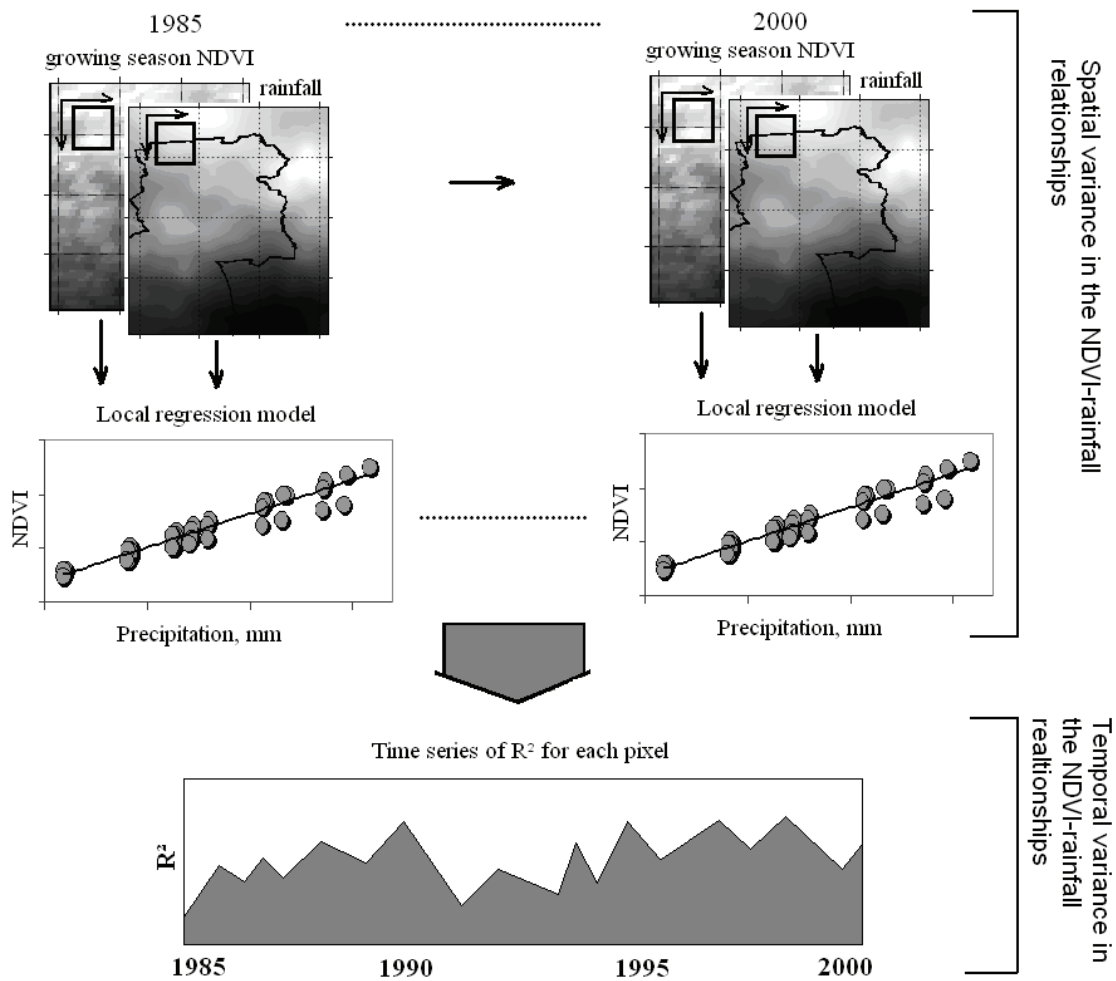 1985
2000
growing season NDVI
growing season NDVI
rainfall
rainfall
Spatial variance in the NDVI-rainfall
relationships
Local regression model
Local regression model
NDVI
NDVI
Precipitation, mm
Precipitation, mm
Time series of R² for each pixel
R²
1985
1990
1995
2000
Temporal variance in
the NDVI-rainfall
realtionships